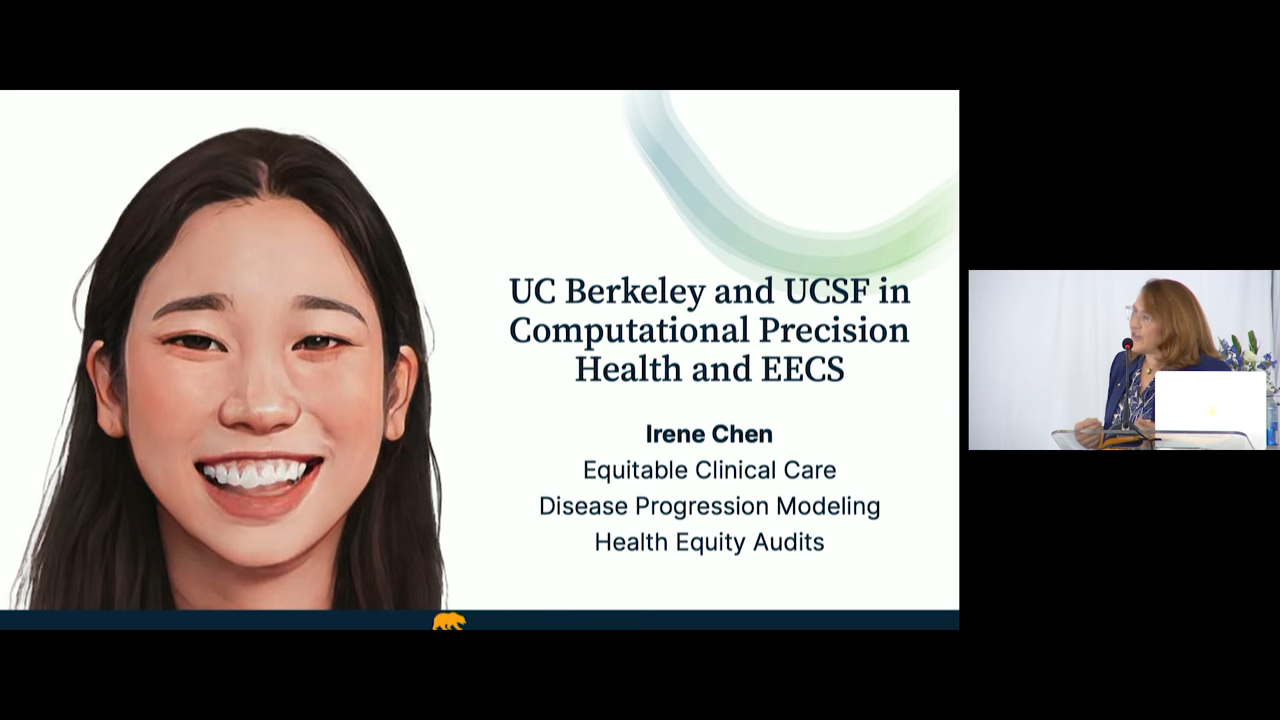 UC Berkeley and UCSF in
Computational Precision
Health and EECS
Irene Chen
Equitable Clinical Care
Disease Progression Modeling
Health Equity Audits